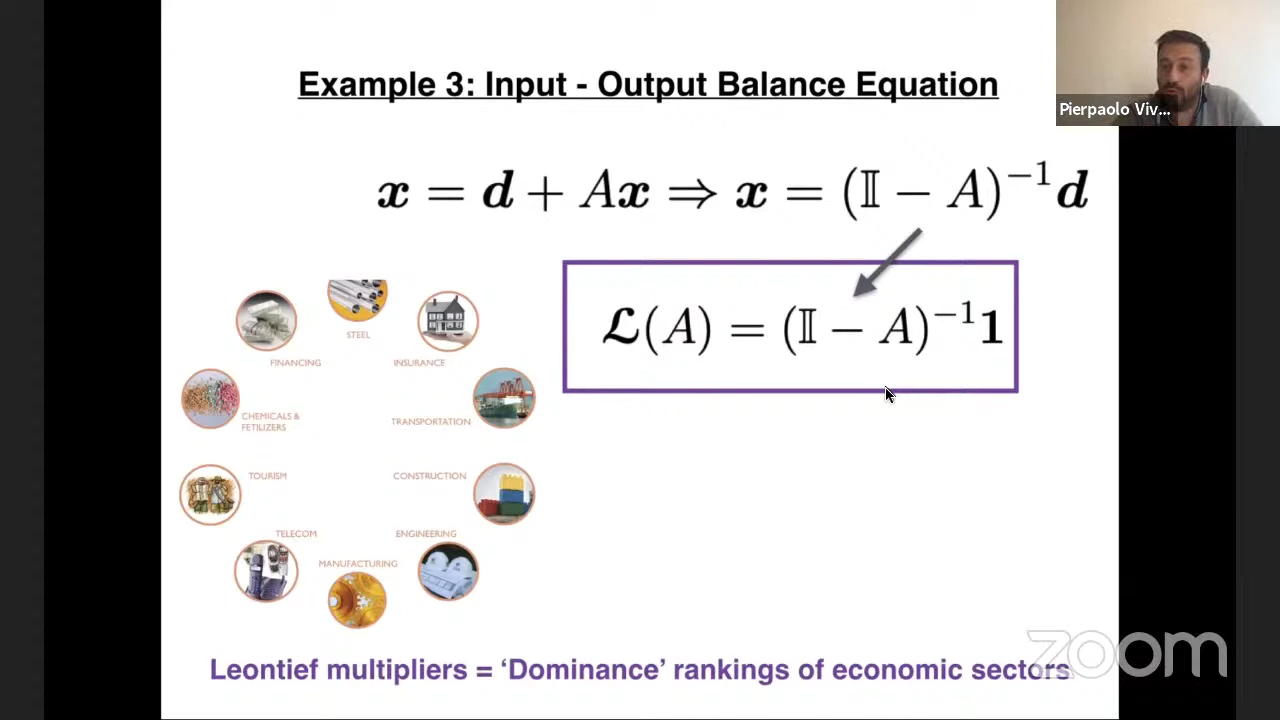 Example 3: Input - Output Balance Equation
Pierpaolo Viv...
𝒙 = 𝒅 + A𝒙 ⇒ 𝒙 = (𝕀 − A)⁻¹𝒅
𝓛(A) = (𝕀 − A)⁻¹𝟏
STEEL
FINANCING
INSURANCE
CHEMICALS &
FETILIZERS
TRANSPORTATION
TOURISM
CONSTRUCTION
TELECOM
ENGINEERING
MANUFACTURING
Leontief multipliers = ‘Dominance’ rankings of economic sectors
zoom